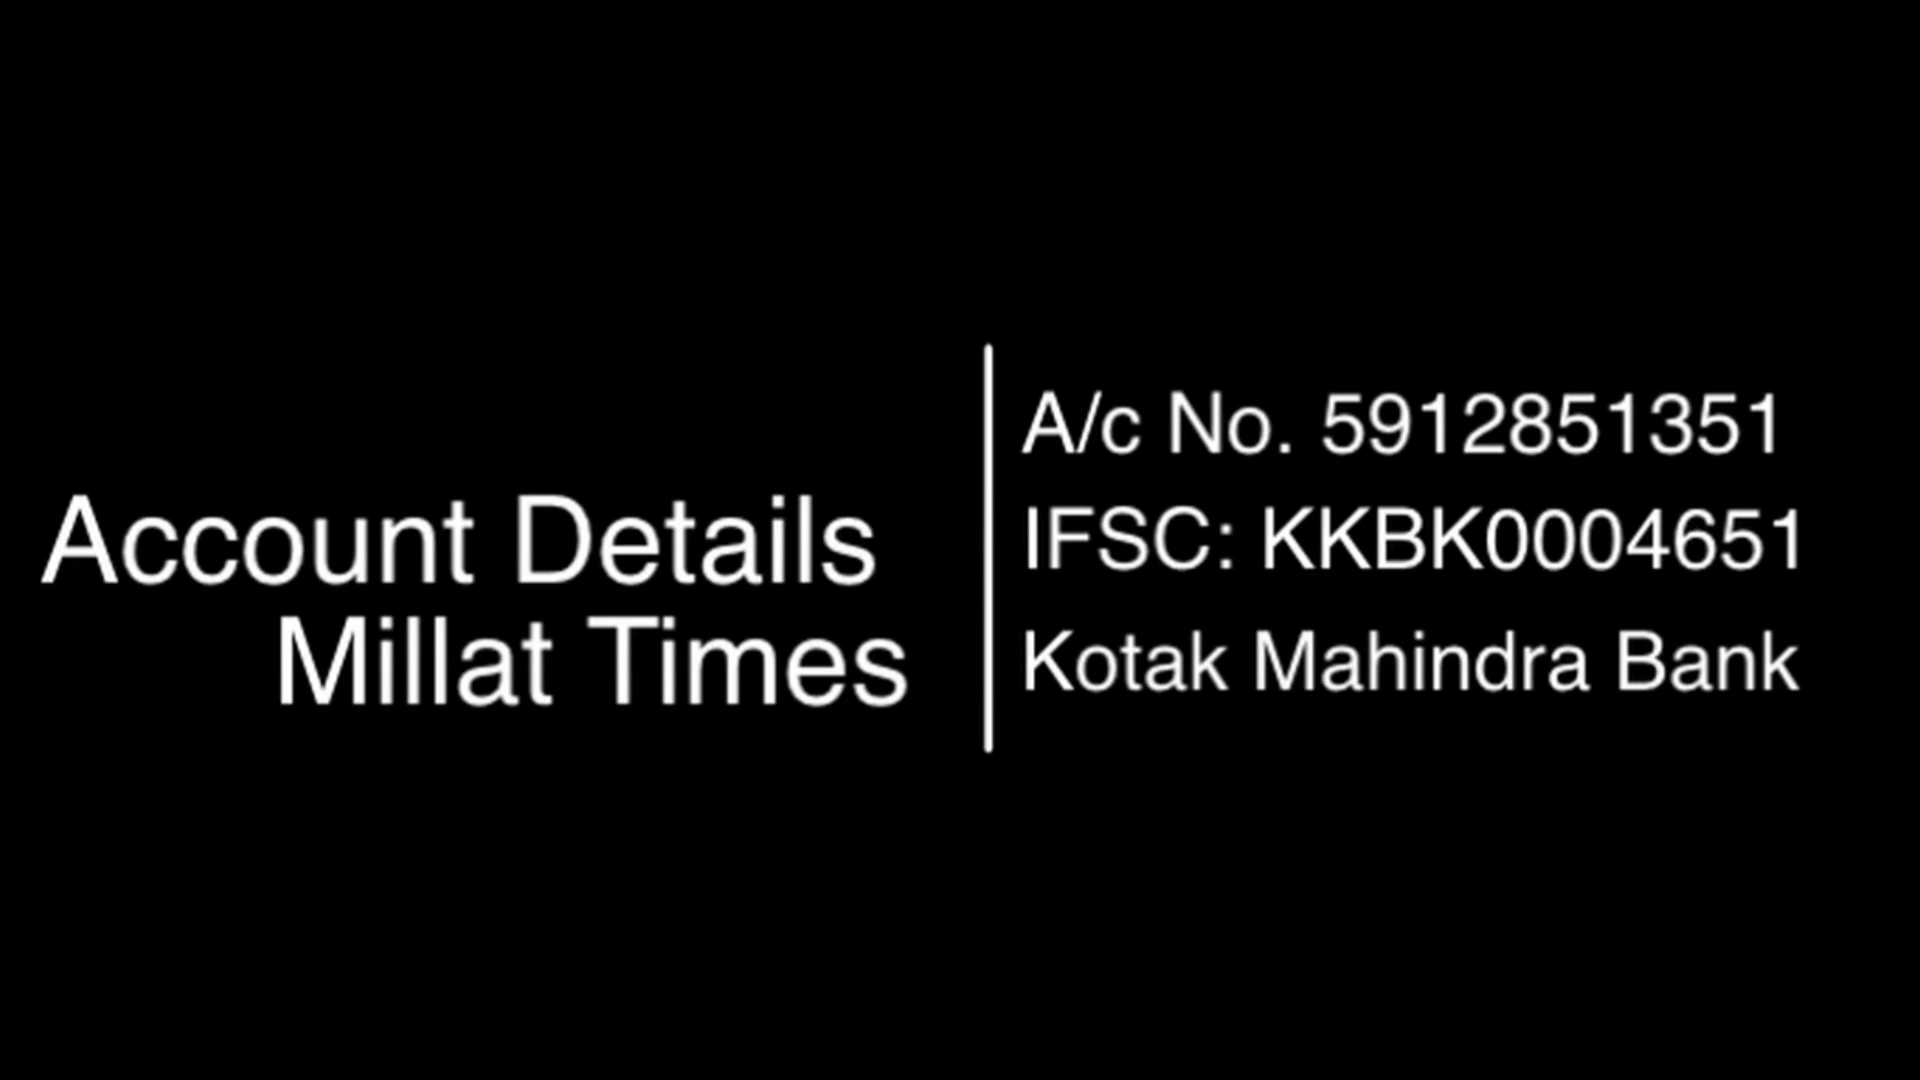 Account Details
Millat Times
A/c No. 5912851351
IFSC: KKBK0004651
Kotak Mahindra Bank